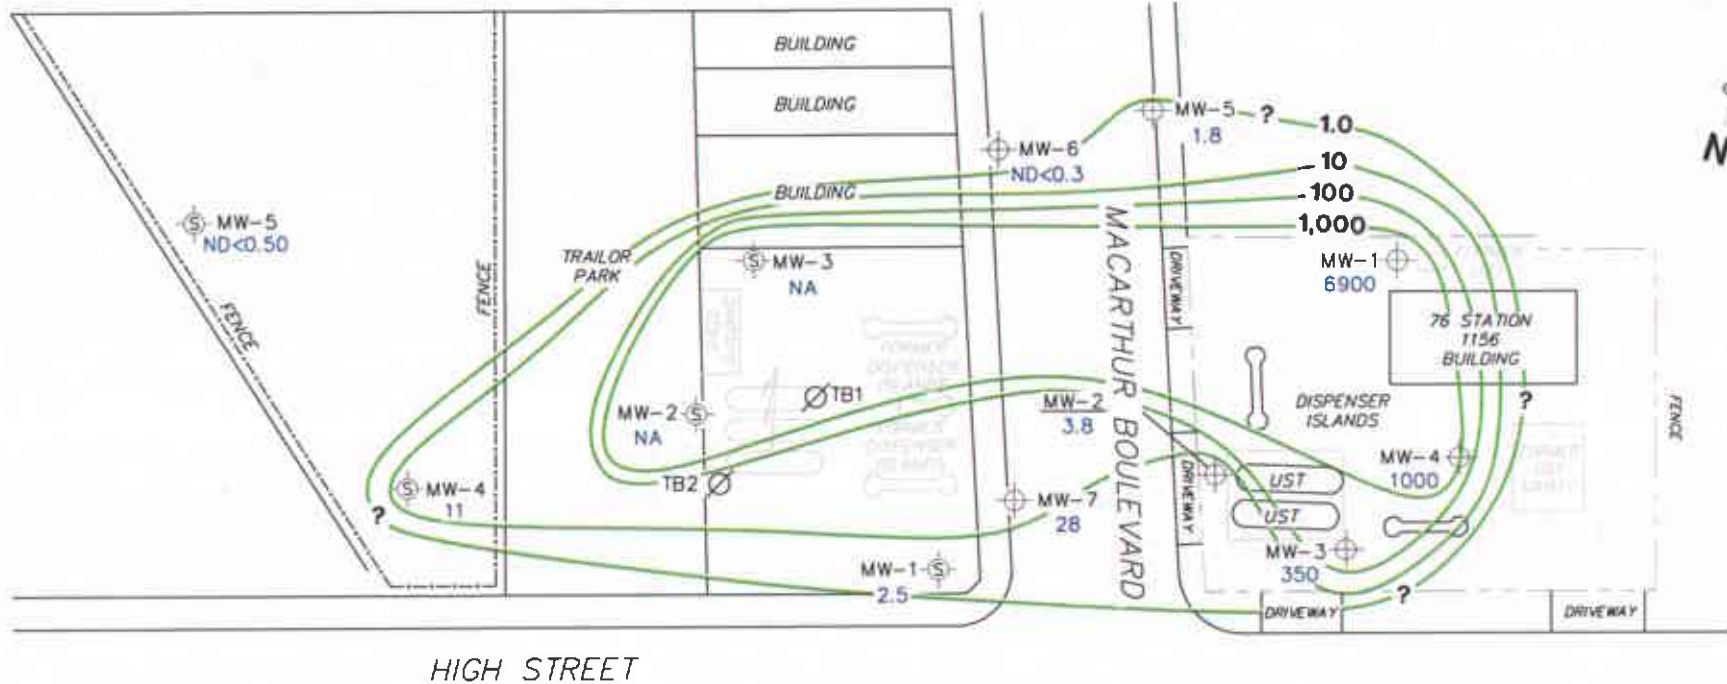 BUILDING
BUILDING
BUILDING
MW-5
1.8
?
1.0
10
100
1,000
N
MW-6
ND<0.3
MW-5
ND<0.50
FENCE
FENCE
TRAILOR
PARK
MW-3
NA
MACARTHUR BOULEVARD
DRIVEWAY
MW-1
6900
76 STATION
1156
BUILDING
?
FENCE
MW-2
NA
TB1
TB2
MW-2
3.8
DISPENSER
ISLANDS
MW-4
1000
DRIVEWAY
UST
UST
MW-4
11
?
MW-7
28
MW-3
350
MW-1
2.5
?
DRIVEWAY
DRIVEWAY
HIGH STREET